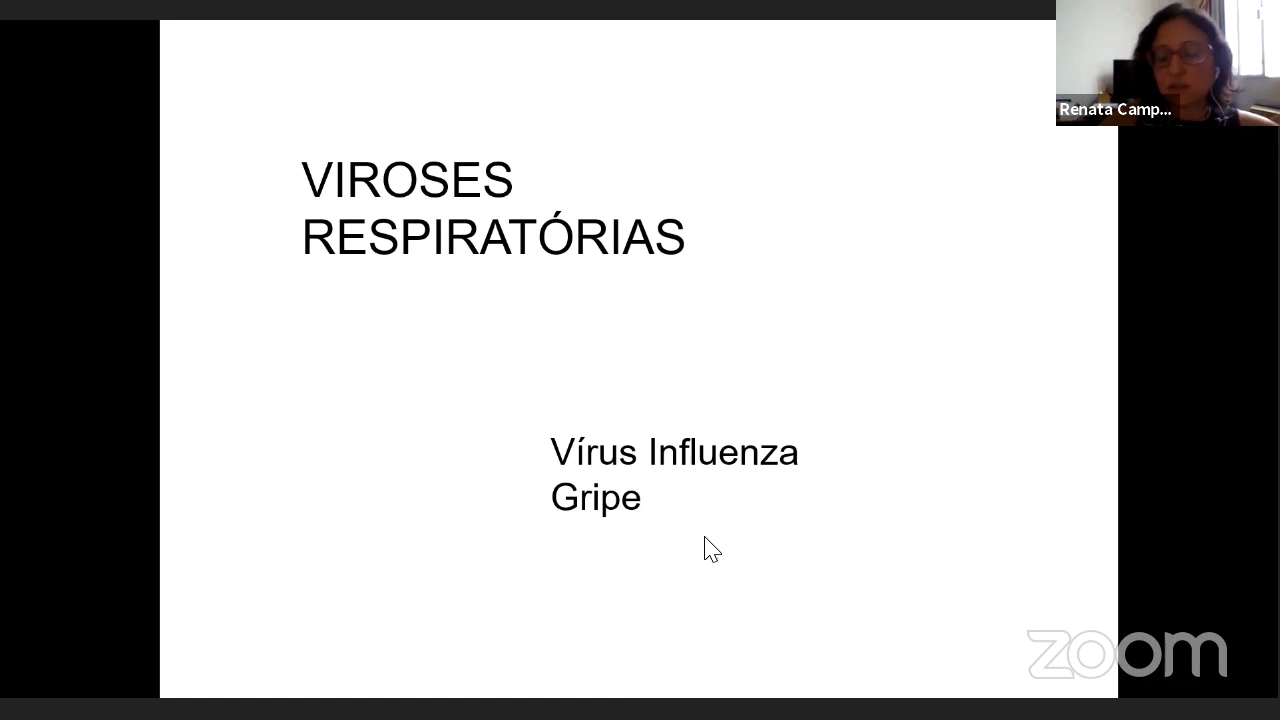 Renata Camp...
VIROSES
RESPIRATÓRIAS
Vírus Influenza
Gripe
zoom